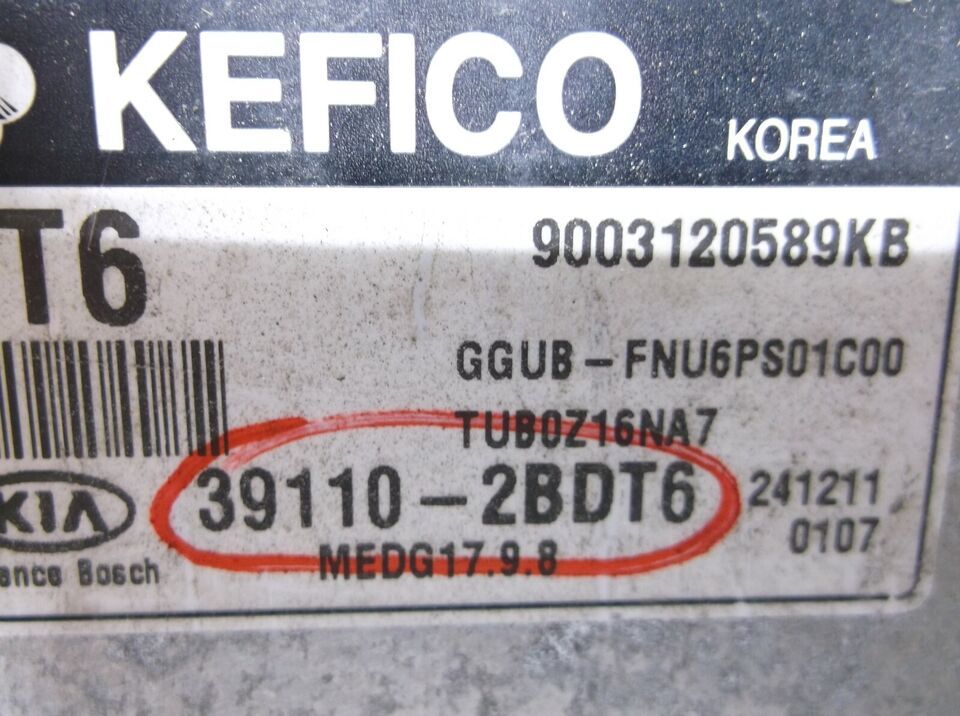 KEFICO
KOREA
T6
9003120589KB
GGUB-FNU6PS01C00
TUB0Z16NA7
KIA
39110-2BDT6
241211
0107
MEDG17.9.8
ance Bosch